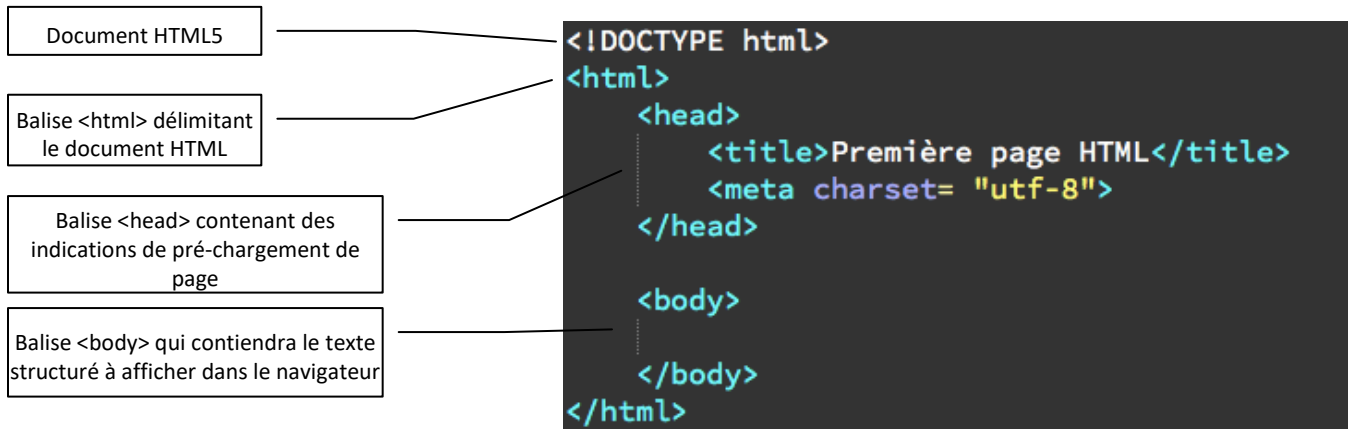 Document HTML5
Balise <html> délimitant
le document HTML
Balise <head> contenant des
indications de pré-chargement de
page
Balise <body> qui contiendra le texte
structuré à afficher dans le navigateur
<!DOCTYPE html>
<html>
<head>
<title>Première page HTML</title>
<meta charset= "utf-8">
</head>
<body>
</body>
</html>